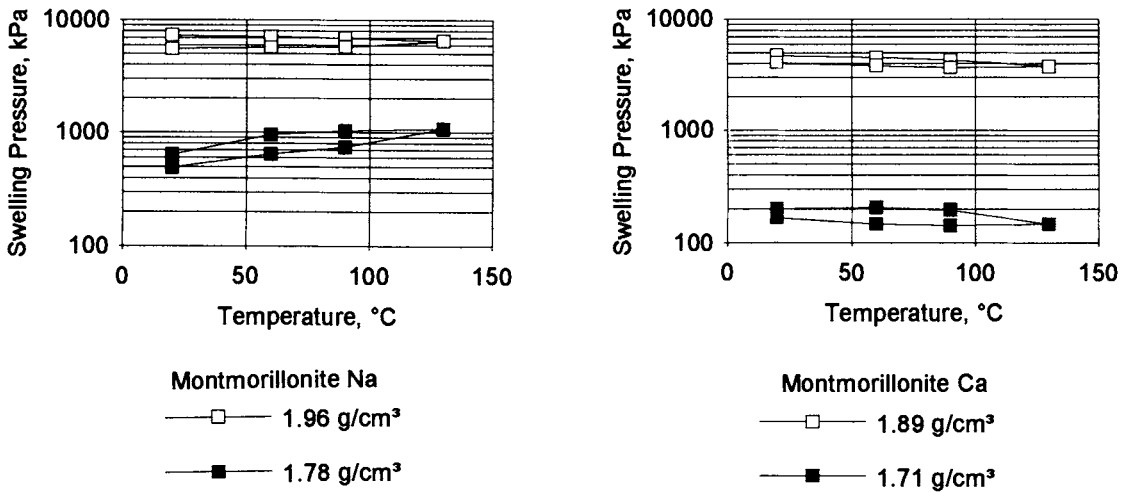 Swelling Pressure, kPa
10000
1000
100
0 50 100 150
Temperature, °C
Montmorillonite Na
1.96 g/cm³
1.78 g/cm³
Swelling Pressure, kPa
10000
1000
100
0 50 100 150
Temperature, °C
Montmorillonite Ca
1.89 g/cm³
1.71 g/cm³